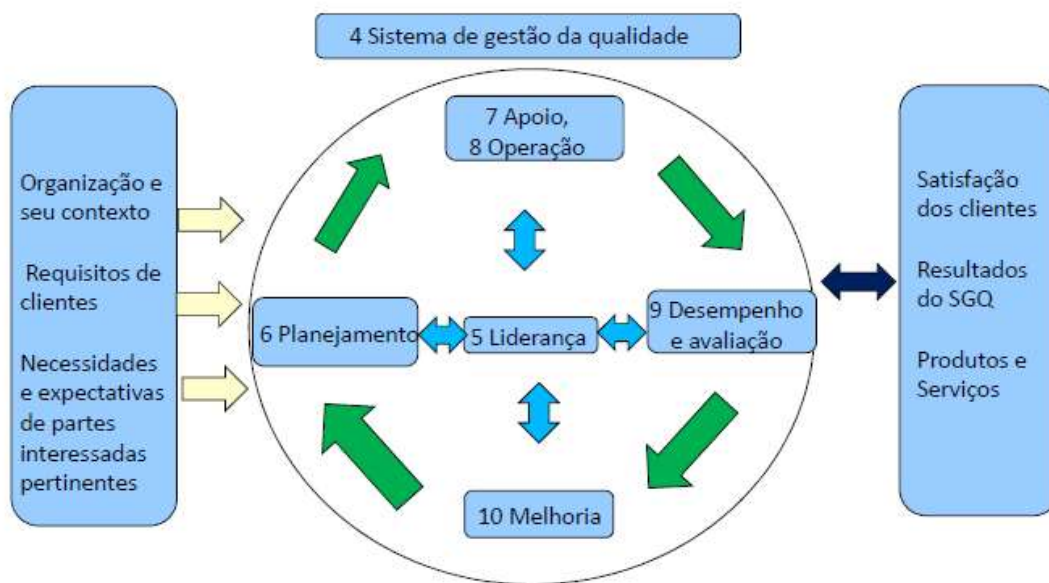 4 Sistema de gestão da qualidade
Organização e
seu contexto
Requisitos de
clientes
Necessidades
e expectativas
de partes
interessadas
pertinentes
7 Apoio,
8 Operação
6 Planejamento
5 Liderança
9 Desempenho
e avaliação
10 Melhoria
Satisfação
dos clientes
Resultados
do SGQ
Produtos e
Serviços